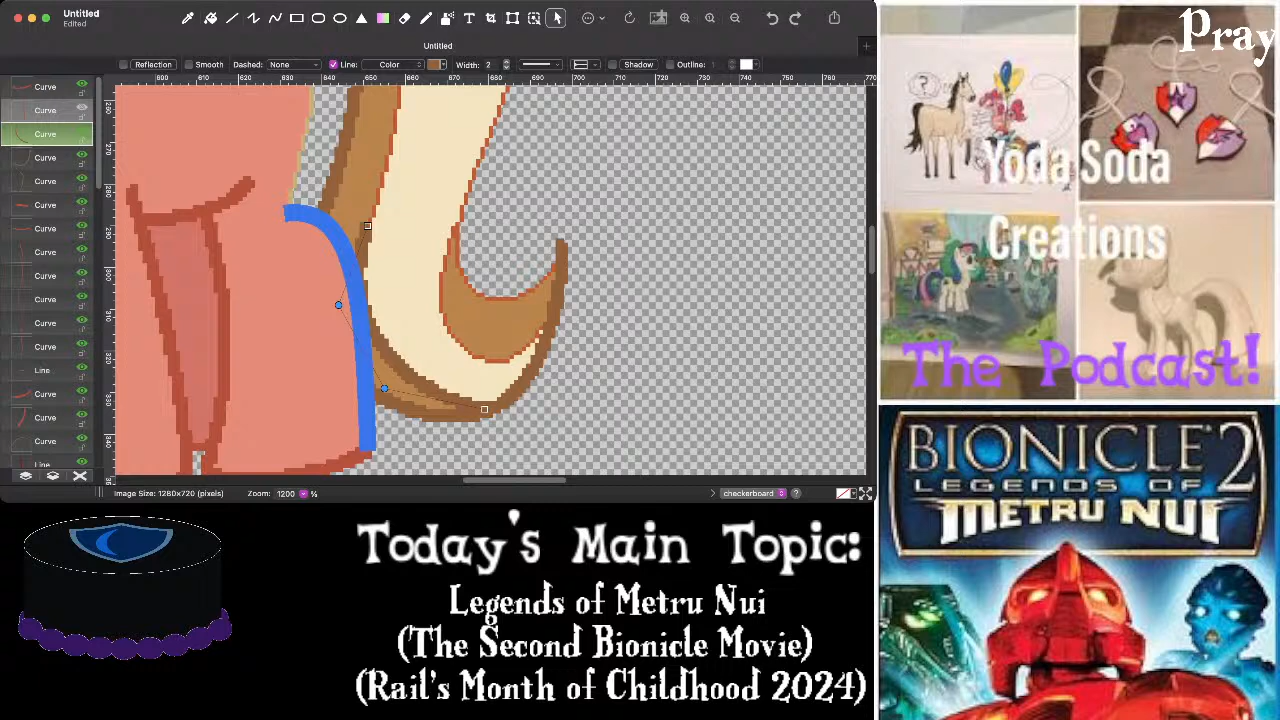 Untitled
Edited
Untitled
Reflection
Smooth
Dashed:
None
Line:
Color
Width:
2
Shadow
Outline:
1
Curve
Curve
Curve
Curve
Curve
Curve
Curve
Curve
Curve
Curve
Curve
Curve
Line
Curve
Curve
Curve
Line
Image Size: 1280x720 (pixels)
Zoom:
1200
%
checkerboard
?
Pray
Yoda Soda
Creations
The Podcast!
BIONICLE 2
LEGENDS OF
METRU NUI
Today's Main Topic:
Legends of Metru Nui
(The Second Bionicle Movie)
(Rail's Month of Childhood 2024)